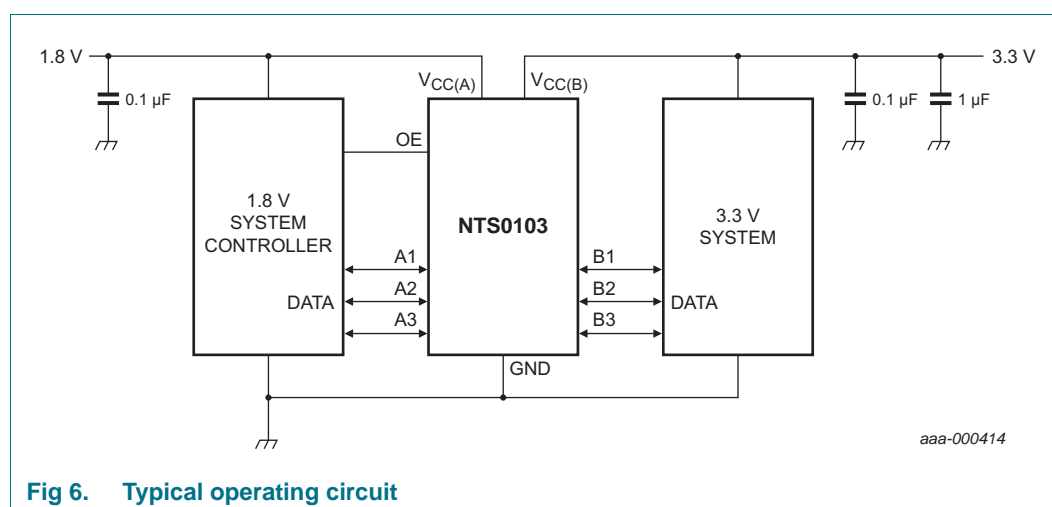 1.8 V
3.3 V
VCC(A)
VCC(B)
0.1 µF
0.1 µF
1 µF
OE
1.8 V
SYSTEM
CONTROLLER
NTS0103
3.3 V
SYSTEM
A1
B1
A2
B2
DATA
DATA
A3
B3
GND
aaa-000414
Fig 6. Typical operating circuit